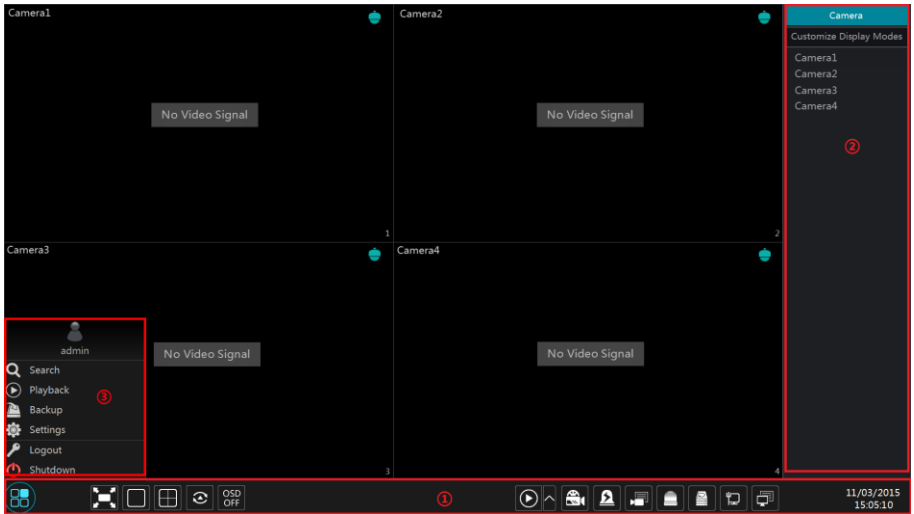 Camera1
Camera2
Camera
Customize Display Modes
Camera1
Camera2
Camera3
Camera4
②
No Video Signal
No Video Signal
1
2
Camera3
Camera4
No Video Signal
No Video Signal
admin
Search
Playback
③
Backup
Settings
Logout
Shutdown
3
4
OSD
OFF
①
11/03/2015
15:05:10